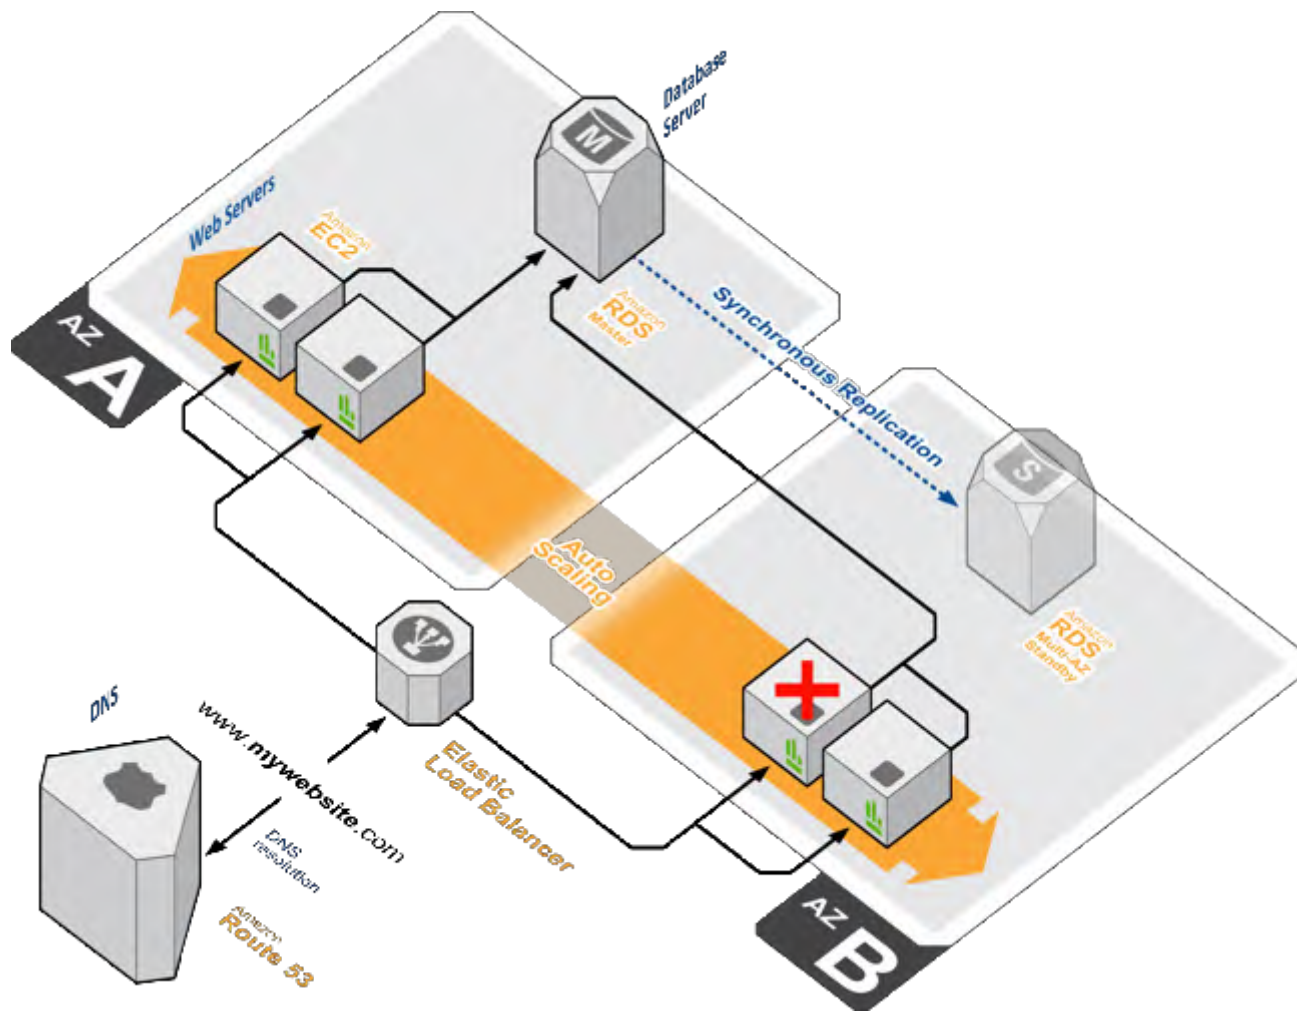 Database
Server
M
Web Servers
Amazon
EC2
Amazon
RDS
Master
Synchronous Replication
AZ
A
S
Amazon
RDS
Multi-AZ
Standby
Auto
Scaling
DNS
www.mywebsite.com
DNS
resolution
Elastic
Load Balancer
Amazon
Route 53
AZ
B